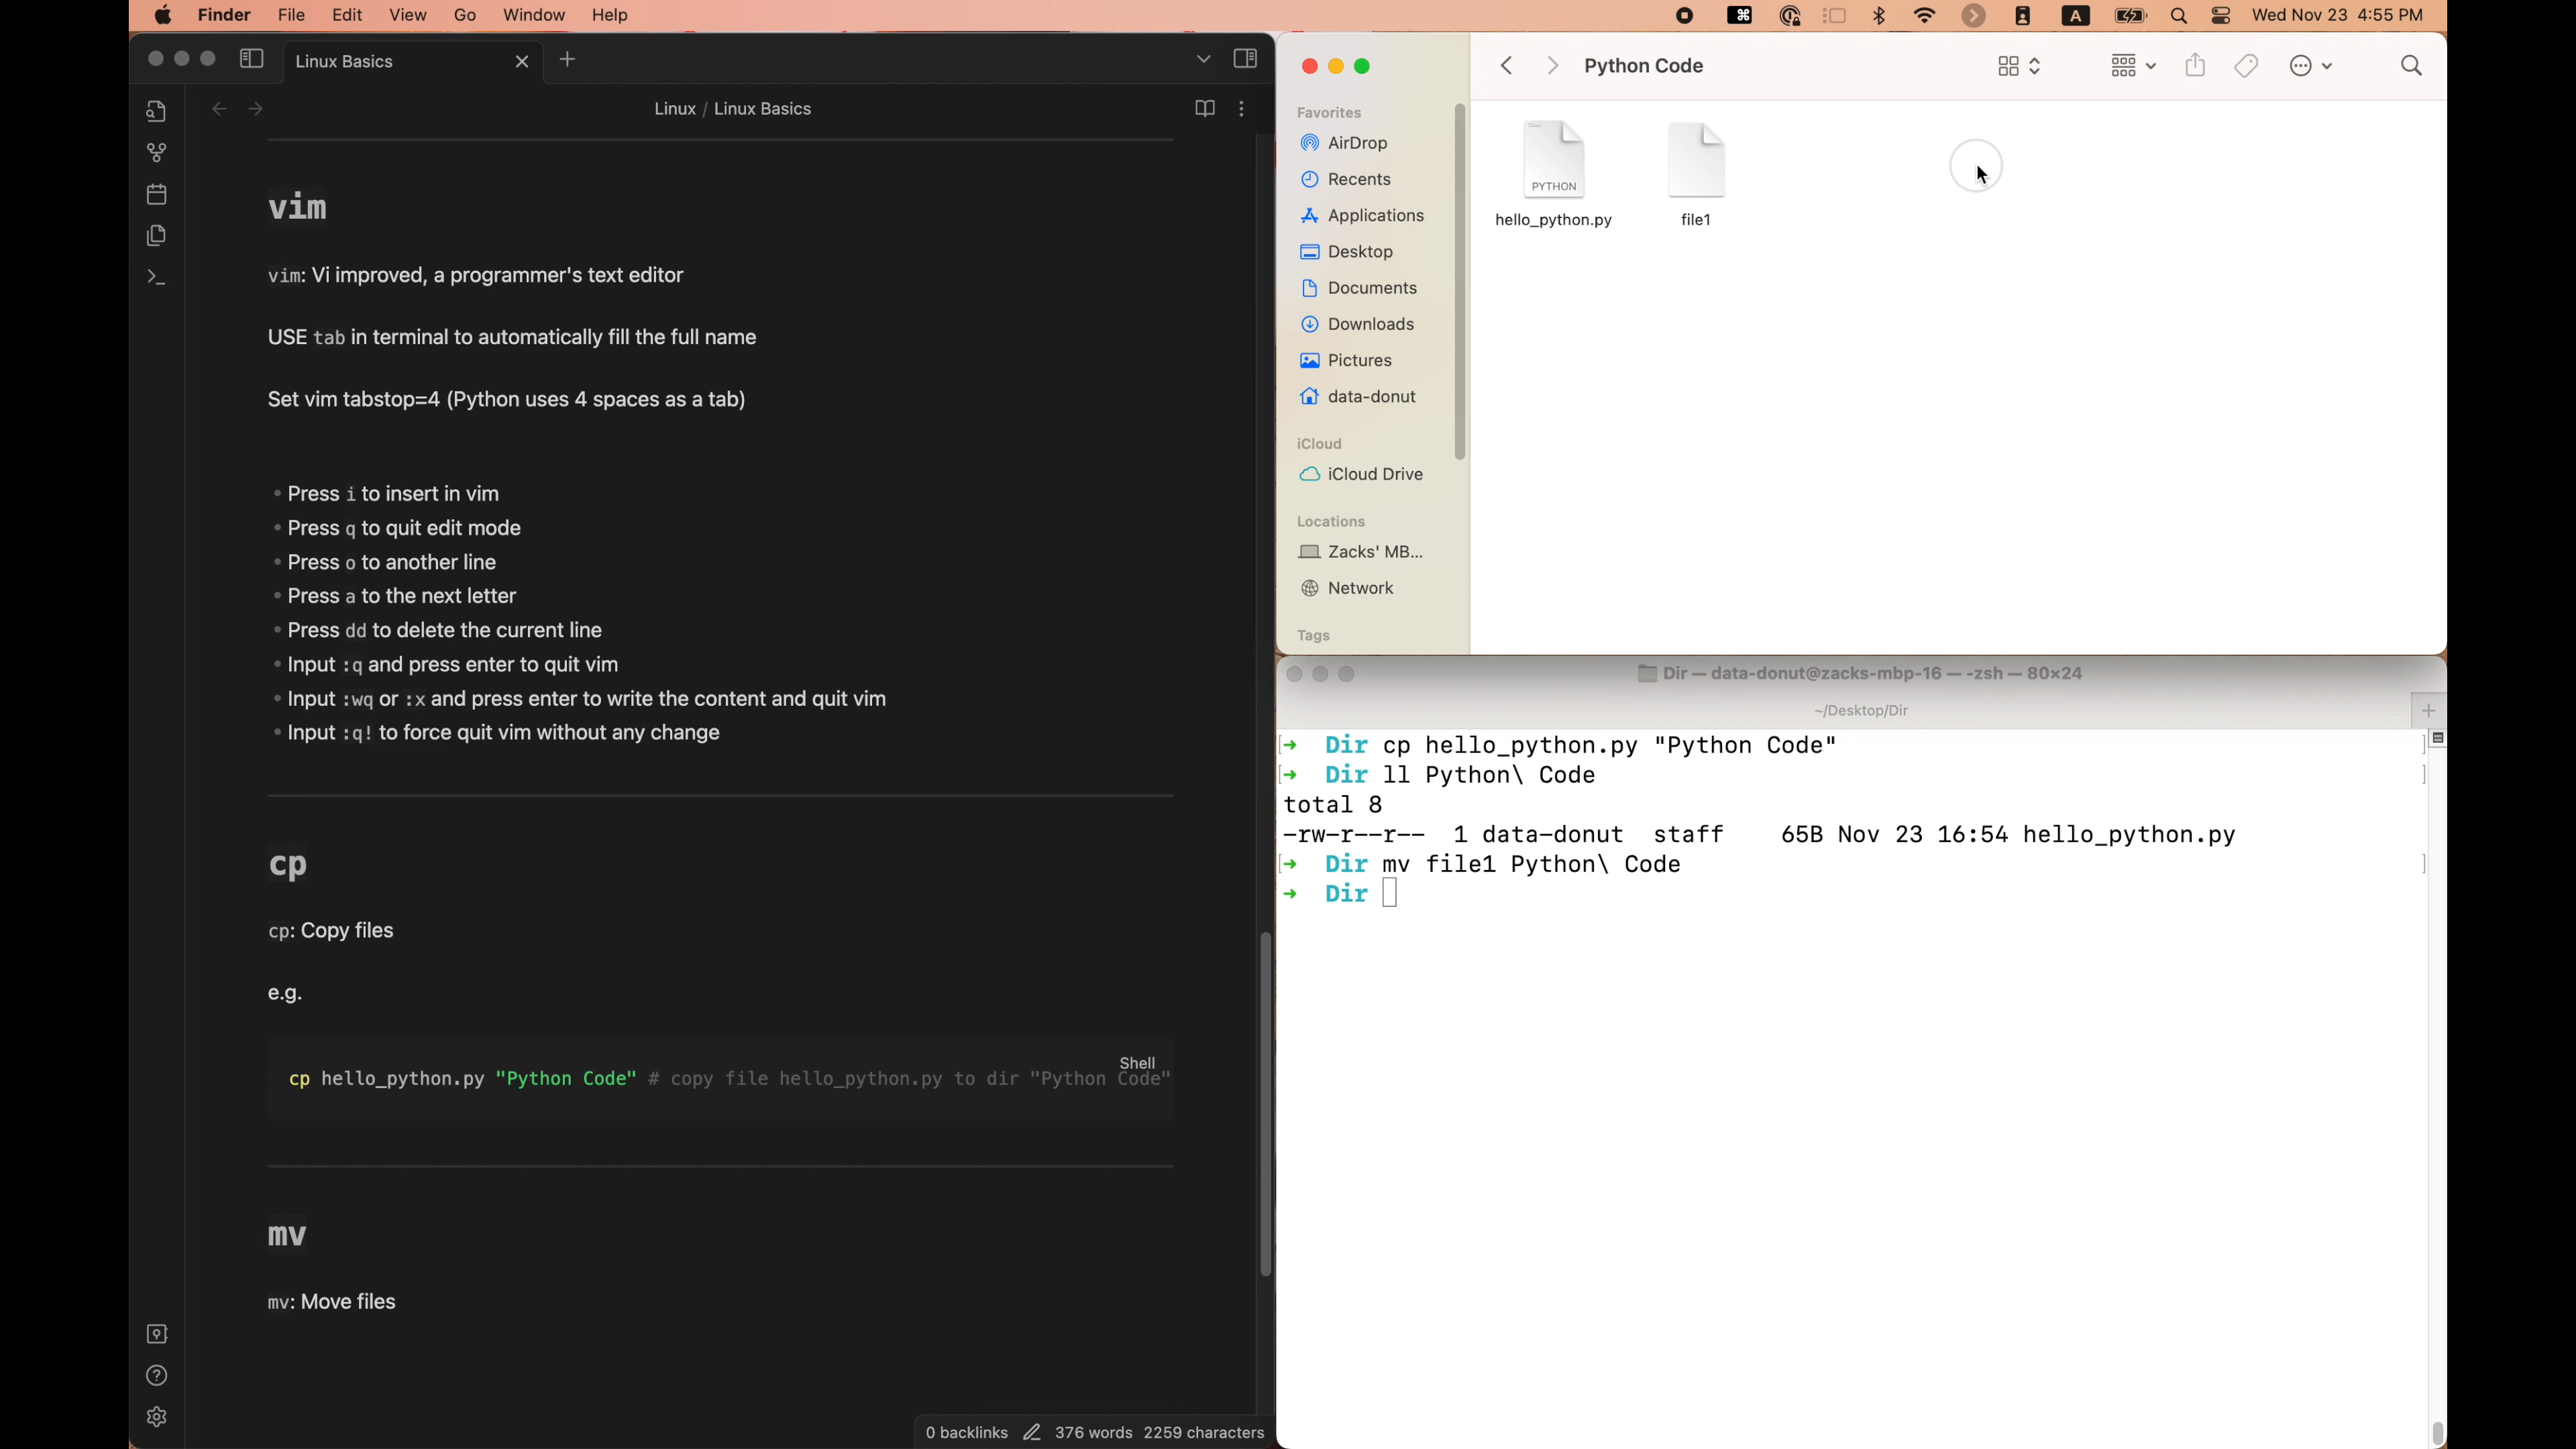 Finder File Edit View Go Window Help
Wed Nov 23 4:55 PM
Linux Basics
Linux / Linux Basics
vim
vim: Vi improved, a programmer's text editor
USE tab in terminal to automatically fill the full name
Set vim tabstop=4 (Python uses 4 spaces as a tab)
• Press i to insert in vim
• Press q to quit edit mode
• Press o to another line
• Press a to the next letter
• Press dd to delete the current line
• Input :q and press enter to quit vim
• Input :wq or :x and press enter to write the content and quit vim
• Input :q! to force quit vim without any change
cp
cp: Copy files
e.g.
Shell
cp hello_python.py "Python Code" # copy file hello_python.py to dir "Python Code"
mv
mv: Move files
0 backlinks 376 words 2259 characters
Python Code
Favorites
AirDrop
Recents
Applications
Desktop
Documents
Downloads
Pictures
data-donut
iCloud
iCloud Drive
Locations
Zacks' MB...
Network
Tags
PYTHON
hello_python.py
file1
Dir — data-donut@zacks-mbp-16 — -zsh — 80×24
~/Desktop/Dir
[➜ Dir cp hello_python.py "Python Code" ]
[➜ Dir ll Python\ Code ]
total 8
-rw-r--r-- 1 data-donut staff 65B Nov 23 16:54 hello_python.py
[➜ Dir mv file1 Python\ Code ]
➜ Dir